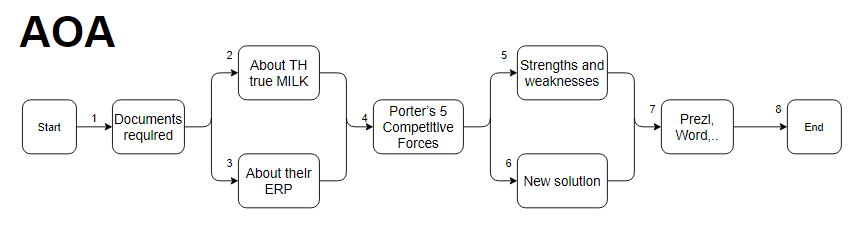 AOA
Start
1
Documents
required
2
About TH
true MILK
3
About their
ERP
4
Porter's 5
Competitive
Forces
5
Strengths and
weaknesses
6
New solution
7
Prezi,
Word,..
8
End